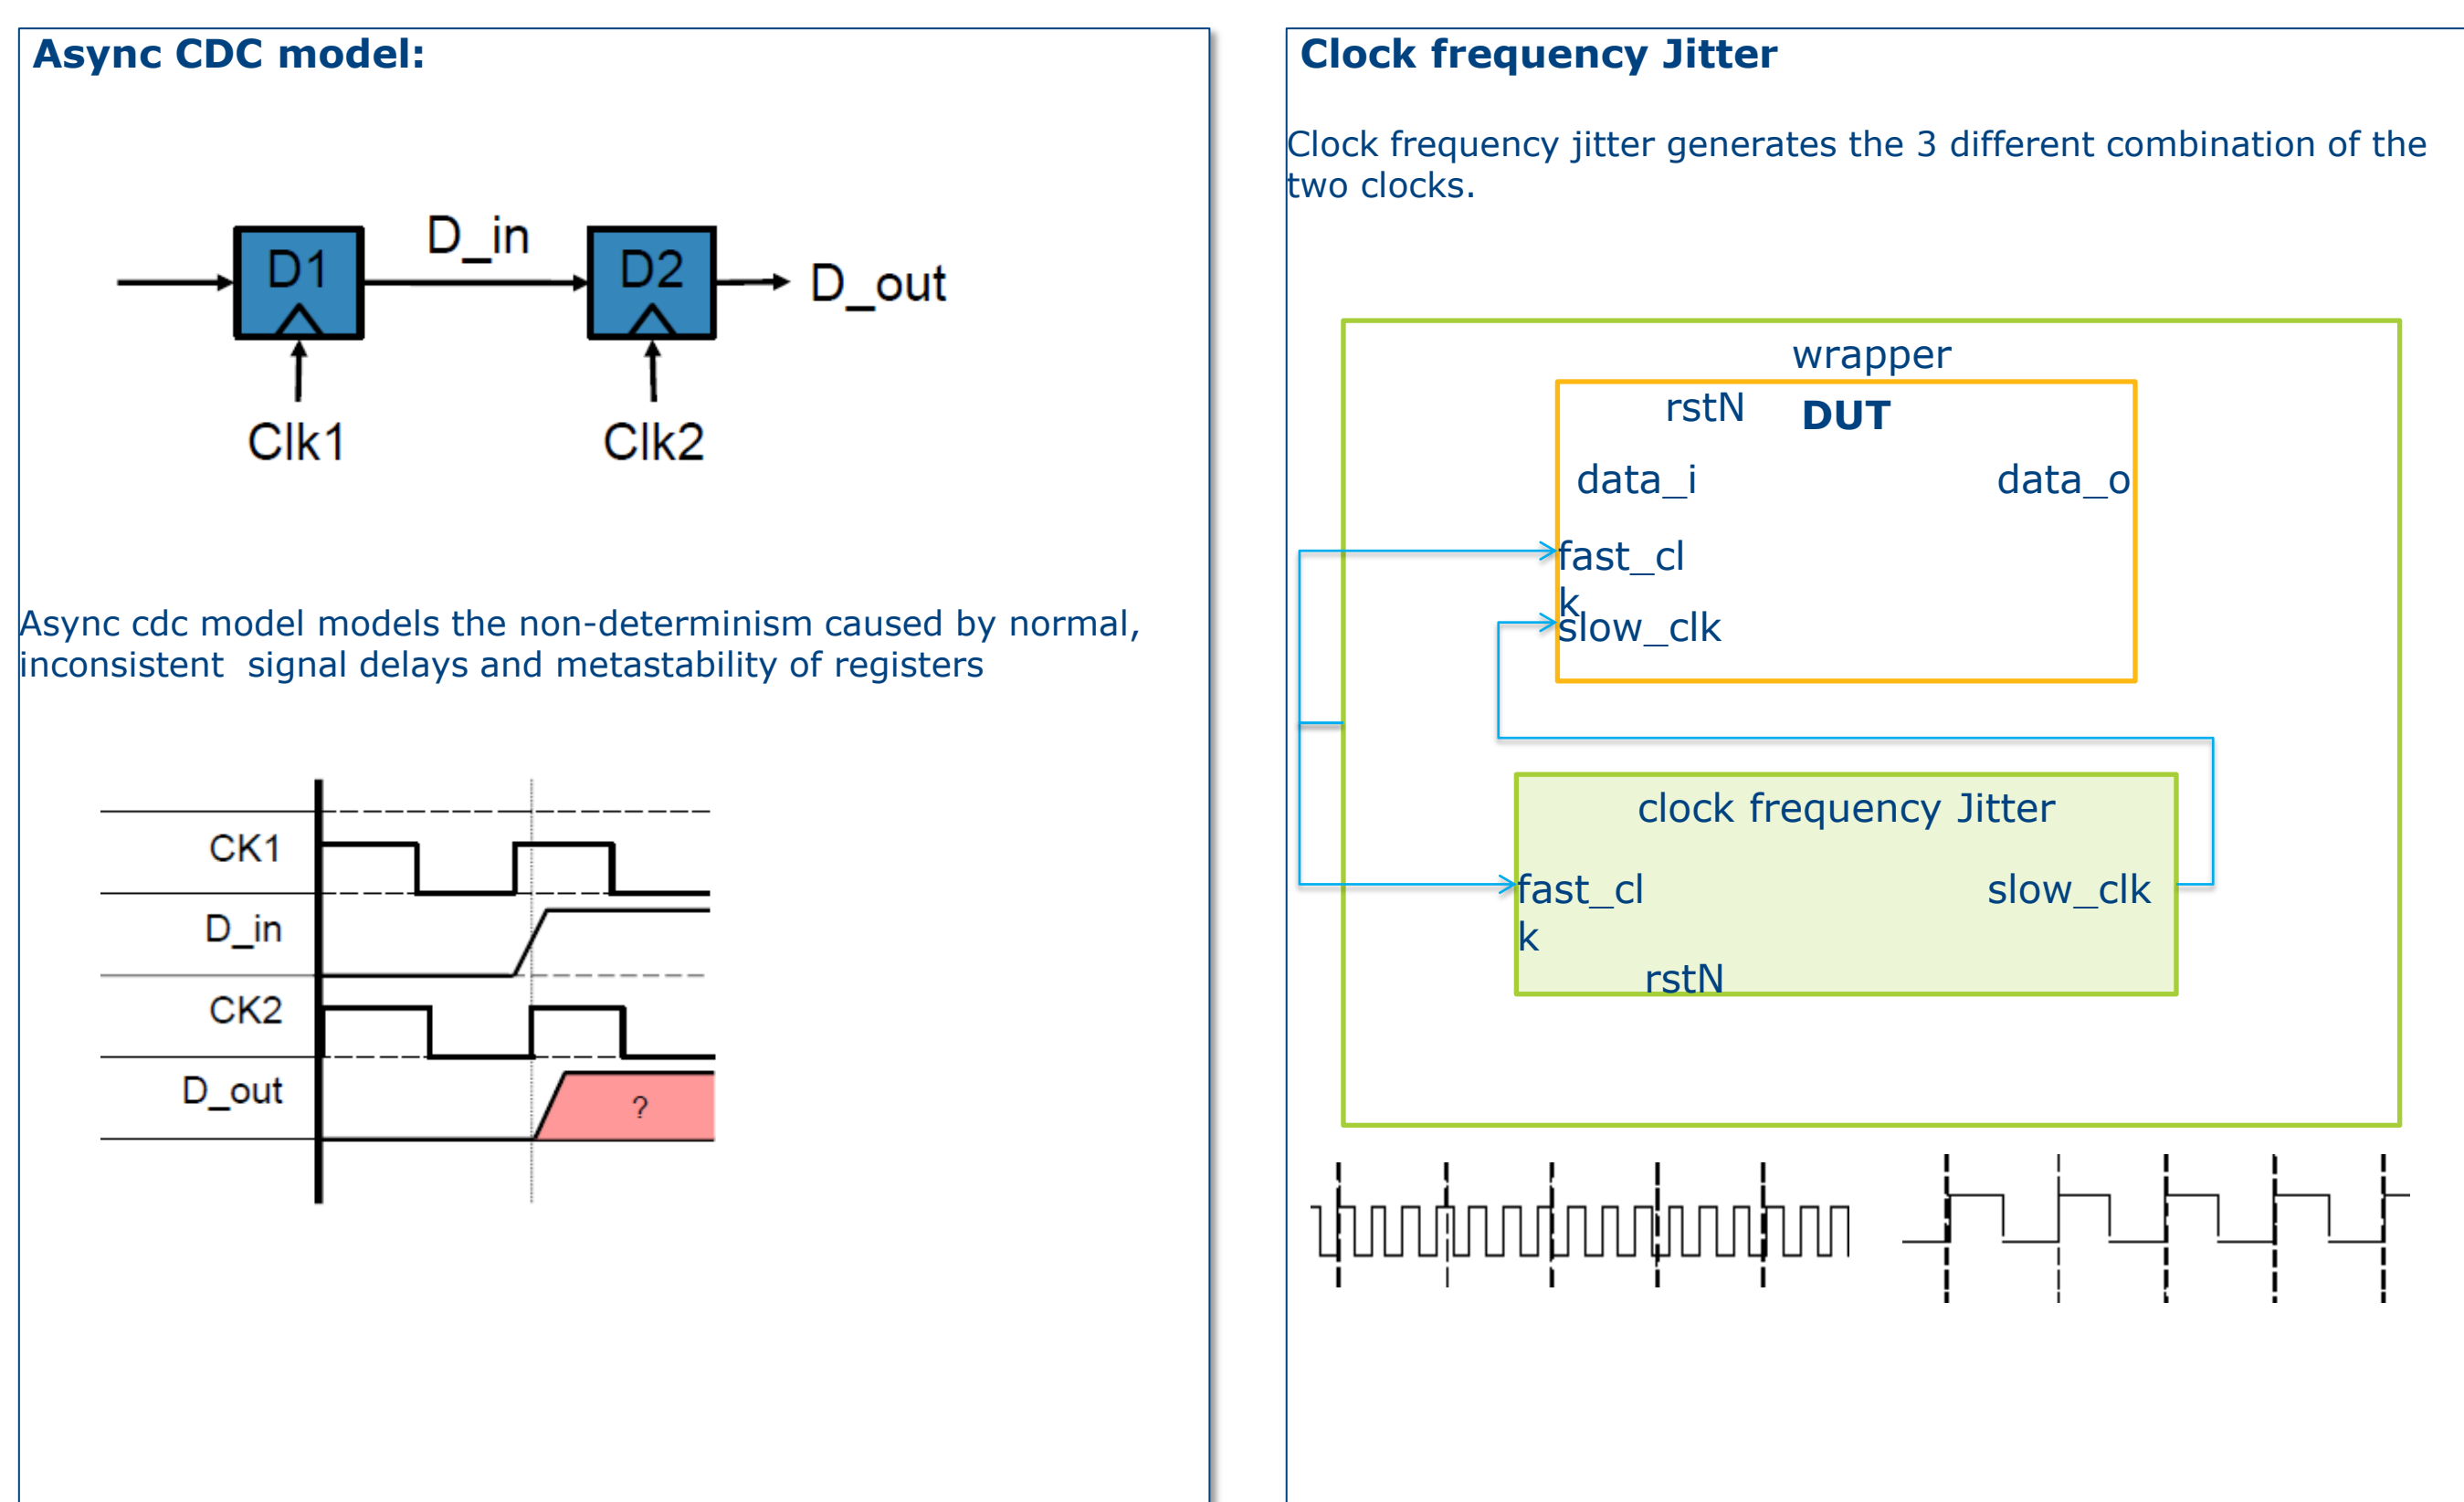 Async CDC model:
D_in
D1
D2
D_out
Clk1
Clk2
Async cdc model models the non-determinism caused by normal,
inconsistent  signal delays and metastability of registers
CK1
D_in
CK2
D_out
?
Clock frequency Jitter
Clock frequency jitter generates the 3 different combination of the
two clocks.
wrapper
rstN
DUT
data_i
data_o
fast_cl
k
slow_clk
clock frequency Jitter
fast_cl
k
slow_clk
rstN